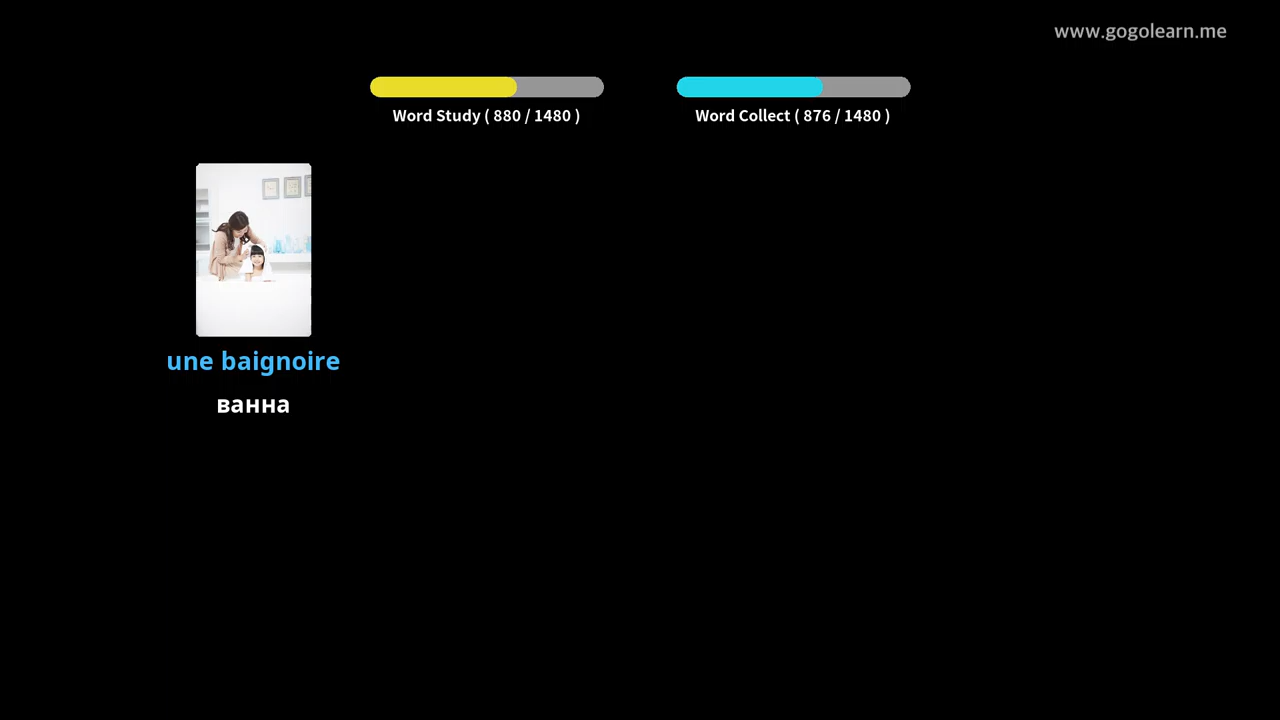 www.gogolearn.me
Word Study ( 880 / 1480 )
Word Collect ( 876 / 1480 )
une baignoire
ванна